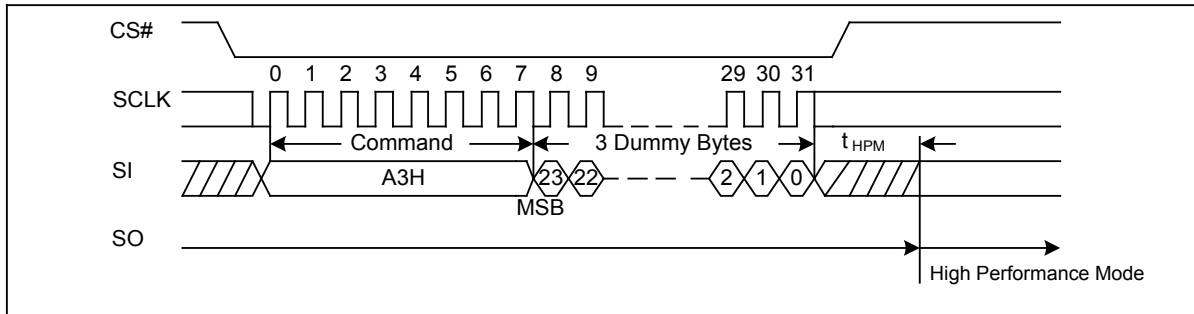 CS#
0 1 2 3 4 5 6 7 8 9 29 30 31
SCLK
Command 3 Dummy Bytes t HPM
SI A3H 23 22 2 1 0
MSB
SO
High Performance Mode